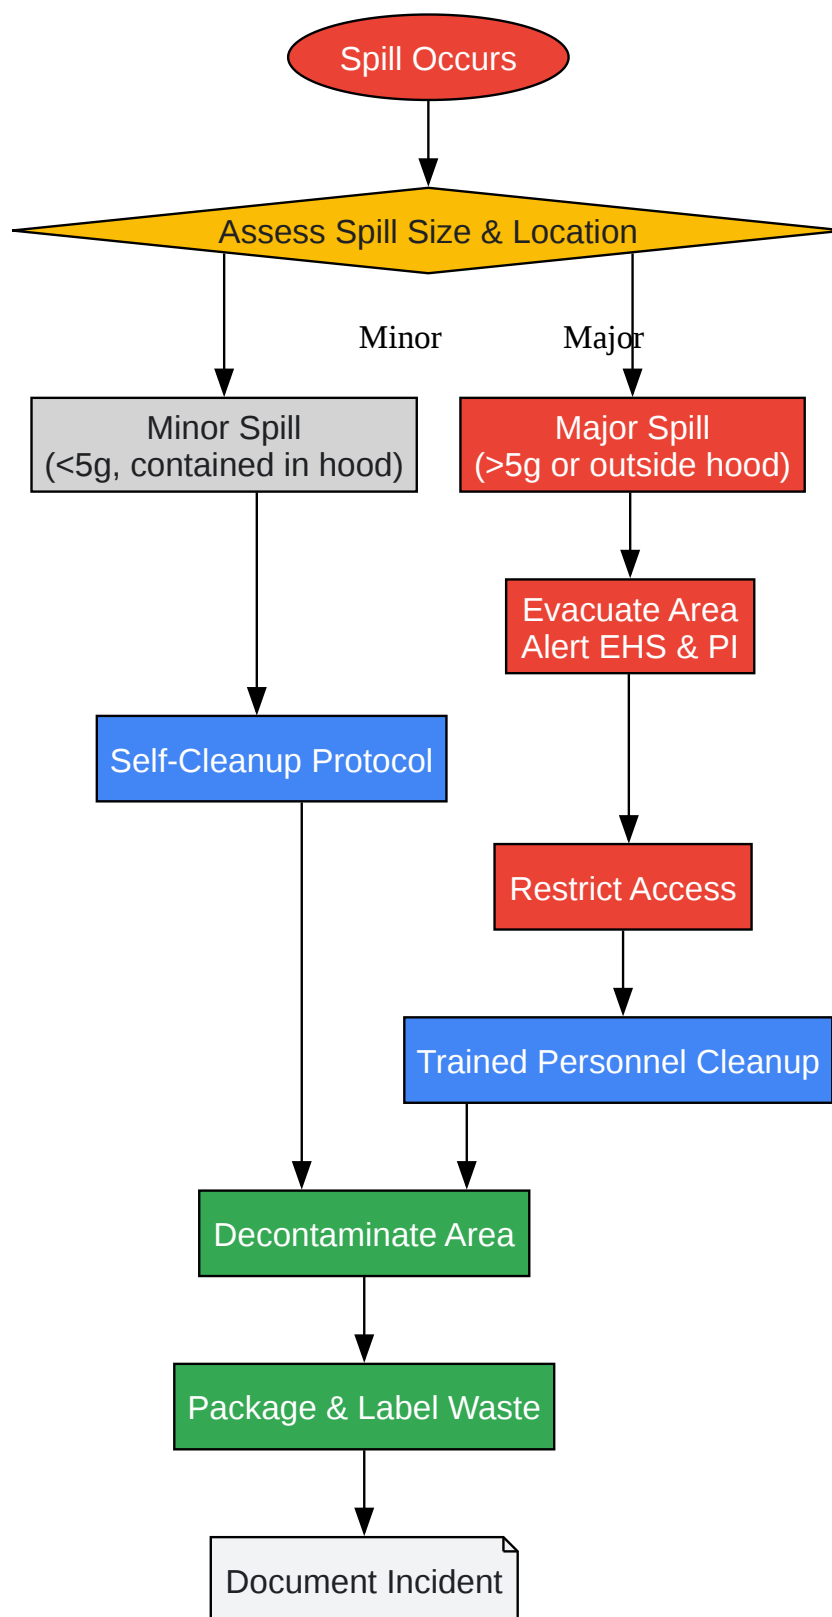 Spill Occurs
Assess Spill Size & Location
Minor
Major
Minor Spill
(<5g, contained in hood)
Major Spill
(>5g or outside hood)
Evacuate Area
Alert EHS & PI
Self-Cleanup Protocol
Restrict Access
Trained Personnel Cleanup
Decontaminate Area
Package & Label Waste
Document Incident